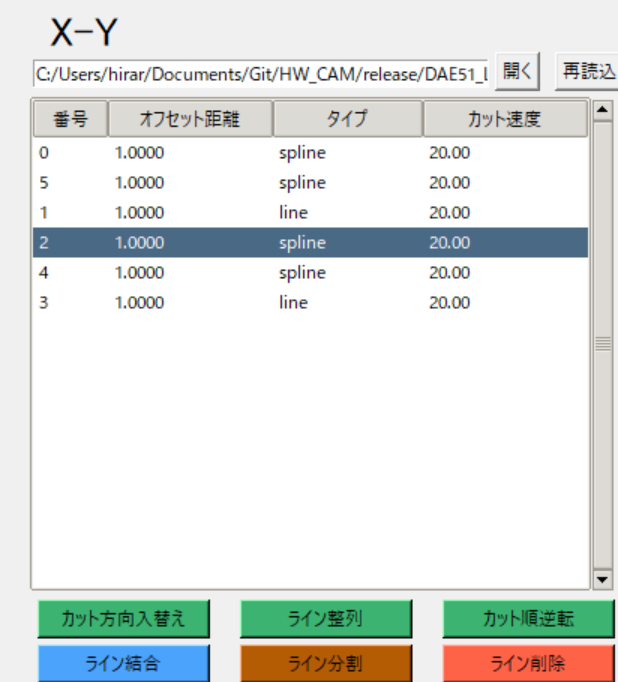 X-Y
C:/Users/hirar/Documents/Git/HW_CAM/release/DAE51_ 開く 再読込
番号 オフセット距離 タイプ カット速度
0 1.0000 spline 20.00
5 1.0000 spline 20.00
1 1.0000 line 20.00
2 1.0000 spline 20.00
4 1.0000 spline 20.00
3 1.0000 line 20.00
カット方向入替え ライン整列 カット順逆転
ライン結合 ライン分割 ライン削除